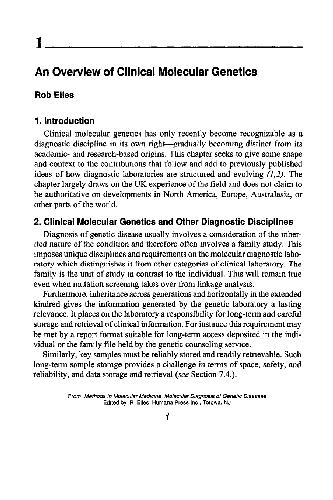 1
An Overview of Clinical Molecular Genetics
Rob Elles
1. Introduction
Clinical molecular genetics has only recently become recognizable as a
diagnostic discipline in its own right—gradually becoming distinct from its
academic- and research-based origins. This chapter seeks to give some shape
and context to the contributions that follow and add to previously published
ideas of how diagnostic laboratories are structured and evolving (1,2). The
chapter largely draws on the UK experience of the field and does not claim to
be authoritative on developments in North America, Europe, Australasia, or
other parts of the world.
2. Clinical Molecular Genetics and Other Diagnostic Disciplines
Diagnosis of genetic disease usually involves a consideration of the inher-
ited nature of the condition and therefore often involves a family study. This
imposes unique disciplines and requirements on the molecular diagnostic labo-
ratory which distinguishes it from other categories of clinical laboratory. The
family is the unit of study in contrast to the individual. This will remain true
even when mutation screening takes over from linkage analysis.
Furthermore, inheritance across generations and horizontally in the extended
kindred gives the information generated by the genetic laboratory a lasting
relevance. It places on the laboratory a responsibility for long-term and careful
storage and retrieval of clinical information. For instance this requirement may
be met by a report format suitable for long-term access deposited in the indi-
vidual or the family file held by the genetic counseling service.
Similarly, key samples must be reliably stored and readily retrievable. Such
long-term sample storage provides a challenge in terms of space, safety, and
reliability, and data storage and retrieval (see Section 7.4.).
From Methods in Molecular Medicine, Molecular Diagnosis of Genetic Diseases
Edited by R. Elles Humana Press Inc., Totowa, NJ
1